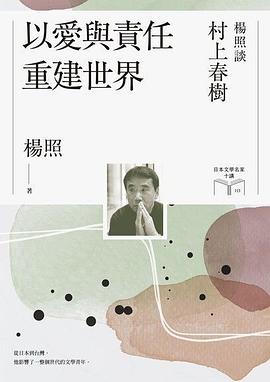 以愛與責任
重建世界
楊照談
村上春樹
楊照
著
日本文學名家
十講
從日本到台灣，
他影響了一整個世代的文學青年。